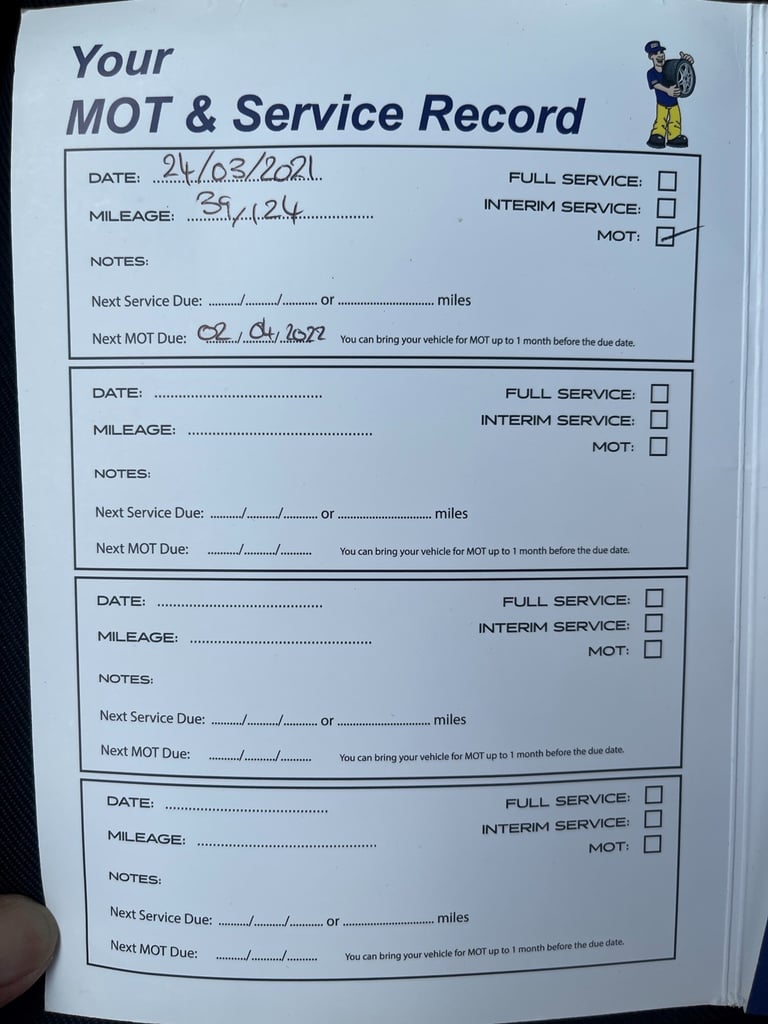 Your
MOT & Service Record
DATE: 24/03/2021
FULL SERVICE:
MILEAGE: 39,124
INTERIM SERVICE:
MOT:
NOTES:
Next Service Due: ........../........../.......... or .............................. miles
Next MOT Due: 02/04/2022 You can bring your vehicle for MOT up to 1 month before the due date.
DATE: ..................................................
FULL SERVICE:
MILEAGE: ..................................................
INTERIM SERVICE:
MOT:
NOTES:
Next Service Due: ........../........../.......... or .............................. miles
Next MOT Due: ........../........../.......... You can bring your vehicle for MOT up to 1 month before the due date.
DATE: ..................................................
FULL SERVICE:
MILEAGE: ..................................................
INTERIM SERVICE:
MOT:
NOTES:
Next Service Due: ........../........../.......... or .............................. miles
Next MOT Due: ........../........../.......... You can bring your vehicle for MOT up to 1 month before the due date.
DATE: ..................................................
FULL SERVICE:
MILEAGE: ..................................................
INTERIM SERVICE:
MOT:
NOTES:
Next Service Due: ........../........../.......... or .............................. miles
Next MOT Due: ........../........../.......... You can bring your vehicle for MOT up to 1 month before the due date.